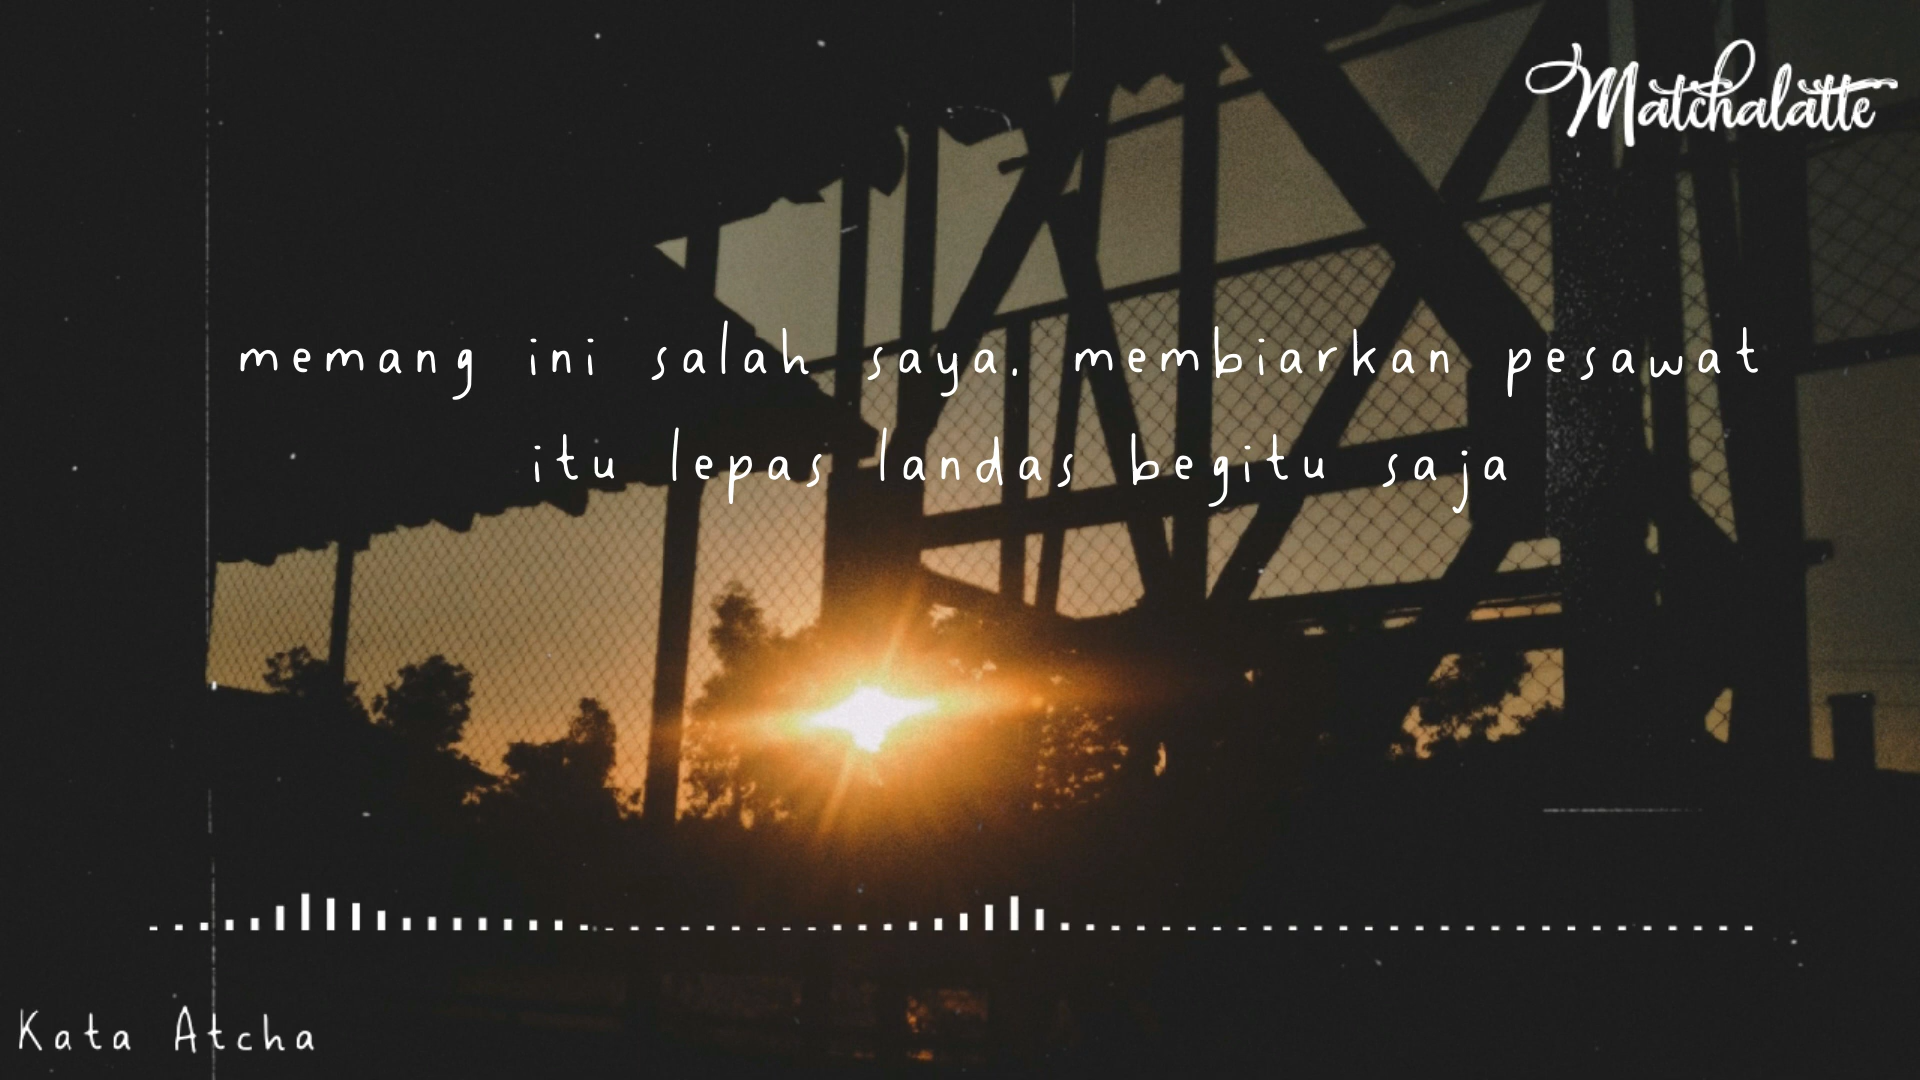 Matchalatte
memang ini salah saya. membiarkan pesawat
itu lepas landas begitu saja
Kata Atcha